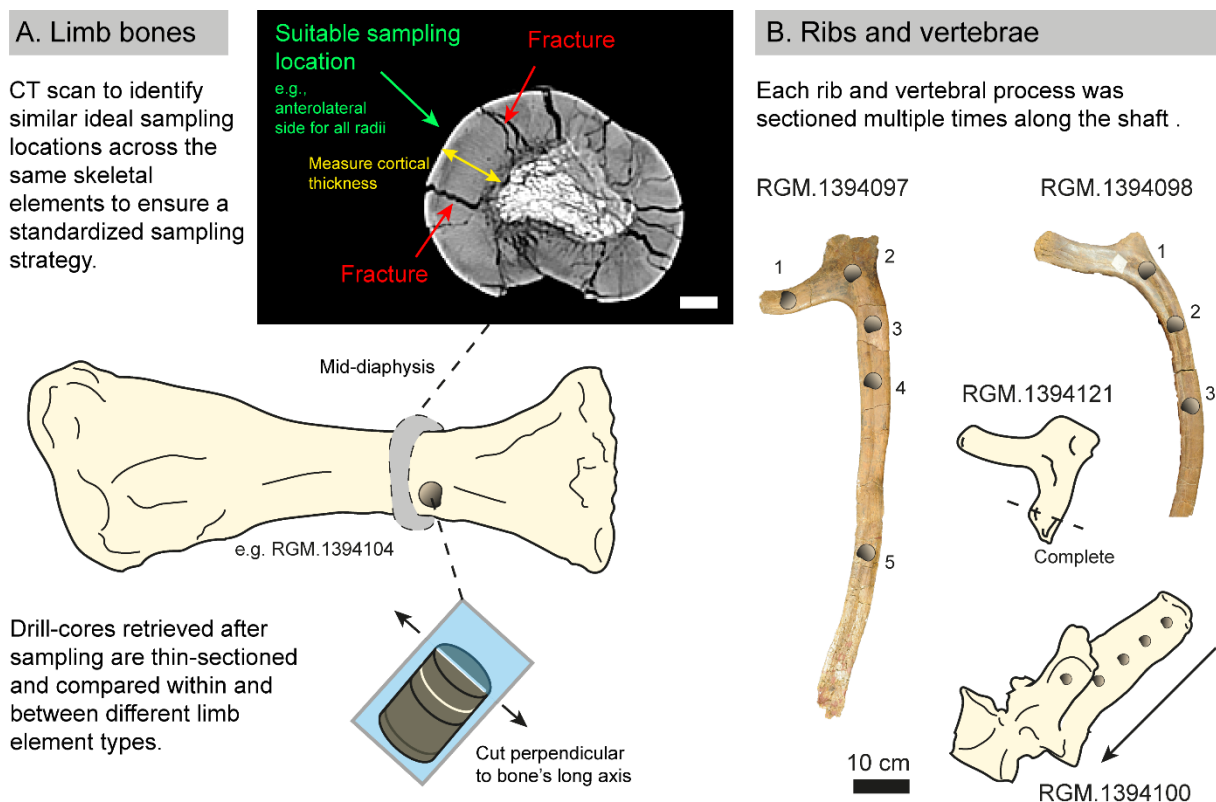 A. Limb bones
CT scan to identify
similar ideal sampling
locations across the
same skeletal
elements to ensure a
standardized sampling
strategy.
Suitable sampling
location
e.g.,
anterolateral
side for all radii
Fracture
Measure cortical
thickness
Fracture
Mid-diaphysis
e.g. RGM.1394104
Drill-cores retrieved after
sampling are thin-sectioned
and compared within and
between different limb
element types.
Cut perpendicular
to bone's long axis
B. Ribs and vertebrae
Each rib and vertebral process was
sectioned multiple times along the shaft .
RGM.1394097
1
2
3
4
5
RGM.1394098
1
2
3
RGM.1394121
Complete
10 cm
RGM.1394100